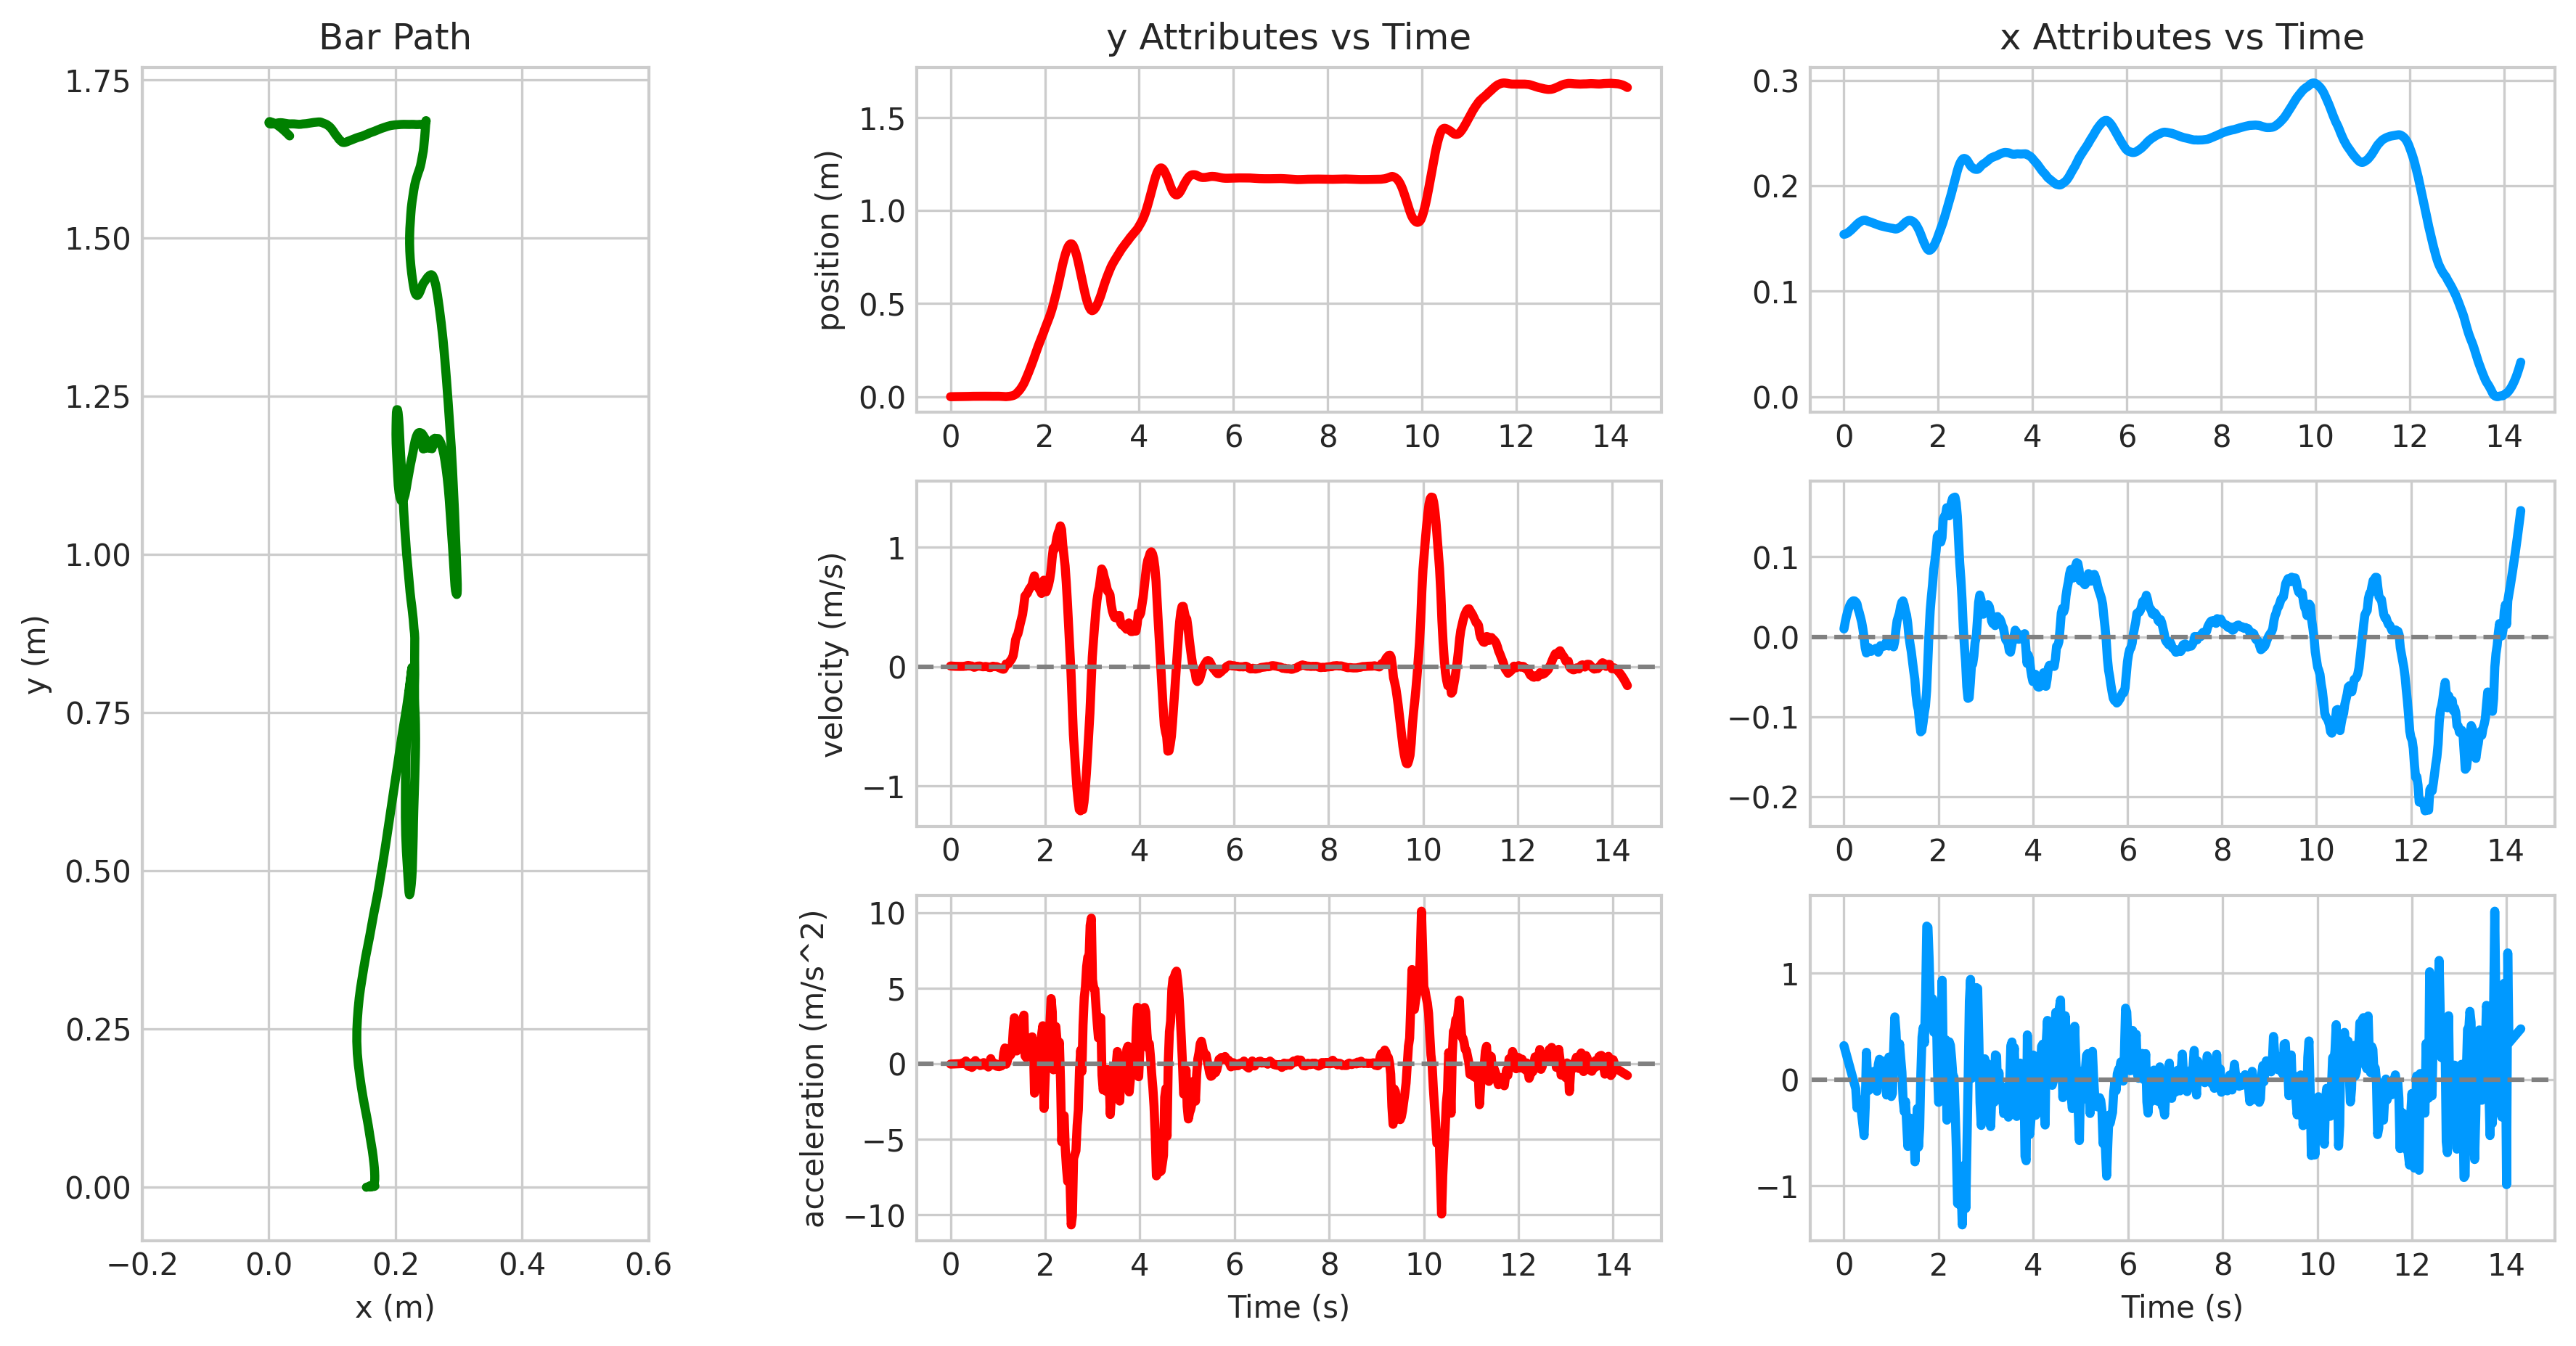 Bar Path
y Attributes vs Time
x Attributes vs Time
1.75
1.50
1.25
1.00
0.75
0.50
0.25
0.00
y (m)
−0.2 0.0 0.2 0.4 0.6
x (m)
position (m)
1.5
1.0
0.5
0.0
0 2 4 6 8 10 12 14
velocity (m/s)
1
0
−1
0 2 4 6 8 10 12 14
acceleration (m/s^2)
10
5
0
−5
−10
0 2 4 6 8 10 12 14
Time (s)
0.3
0.2
0.1
0.0
0 2 4 6 8 10 12 14
0.1
0.0
−0.1
−0.2
0 2 4 6 8 10 12 14
1
0
−1
0 2 4 6 8 10 12 14
Time (s)